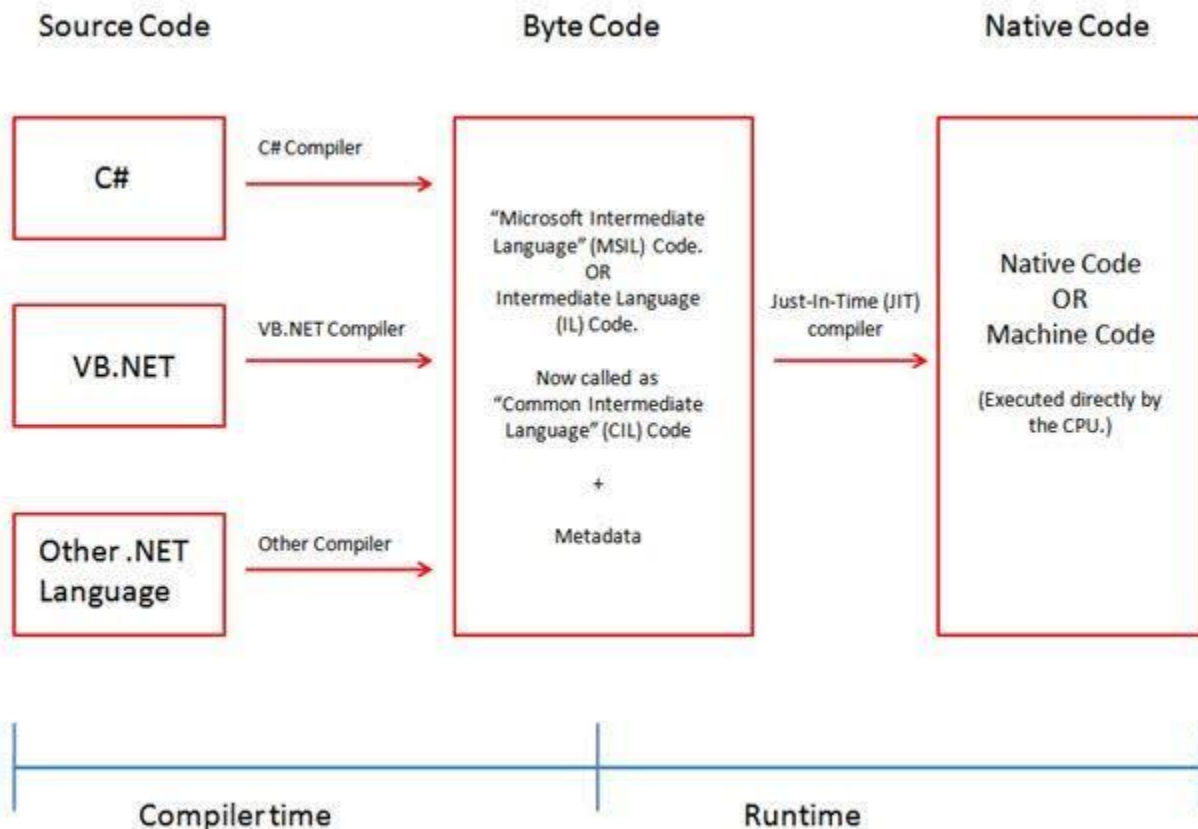 Source Code
Byte Code
Native Code
C#
C# Compiler
VB.NET
VB.NET Compiler
Other .NET
Language
Other Compiler
“Microsoft Intermediate
Language” (MSIL) Code.
OR
Intermediate Language
(IL) Code.
Now called as
“Common Intermediate
Language” (CIL) Code
+
Metadata
Just-In-Time (JIT)
compiler
Native Code
OR
Machine Code
(Executed directly by
the CPU.)
Compiler time
Runtime